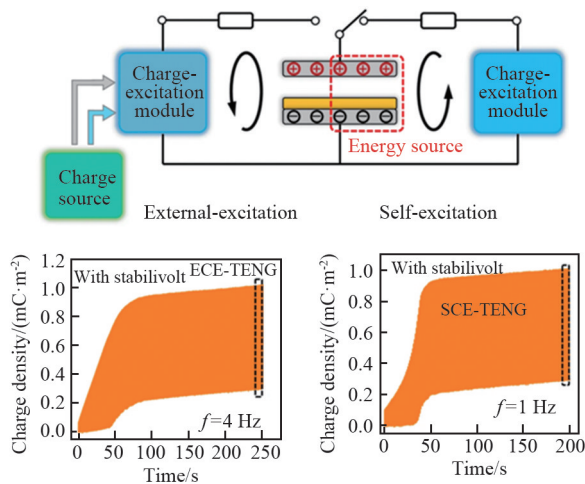 Charge-
excitation
module
Charge-
excitation
module
Energy source
Charge
source
External-excitation
Self-excitation
1.2
1.0
0.8
0.6
0.4
0.2
0.0
Charge density/(mC·m⁻²)
With stabilivolt
ECE-TENG
f=4 Hz
0
50
100
150
200
250
Time/s
1.0
0.8
0.6
0.4
0.2
0.0
Charge density/(mC·m⁻²)
With stabilivolt
SCE-TENG
f=1 Hz
0
50
100
150
200
Time/s